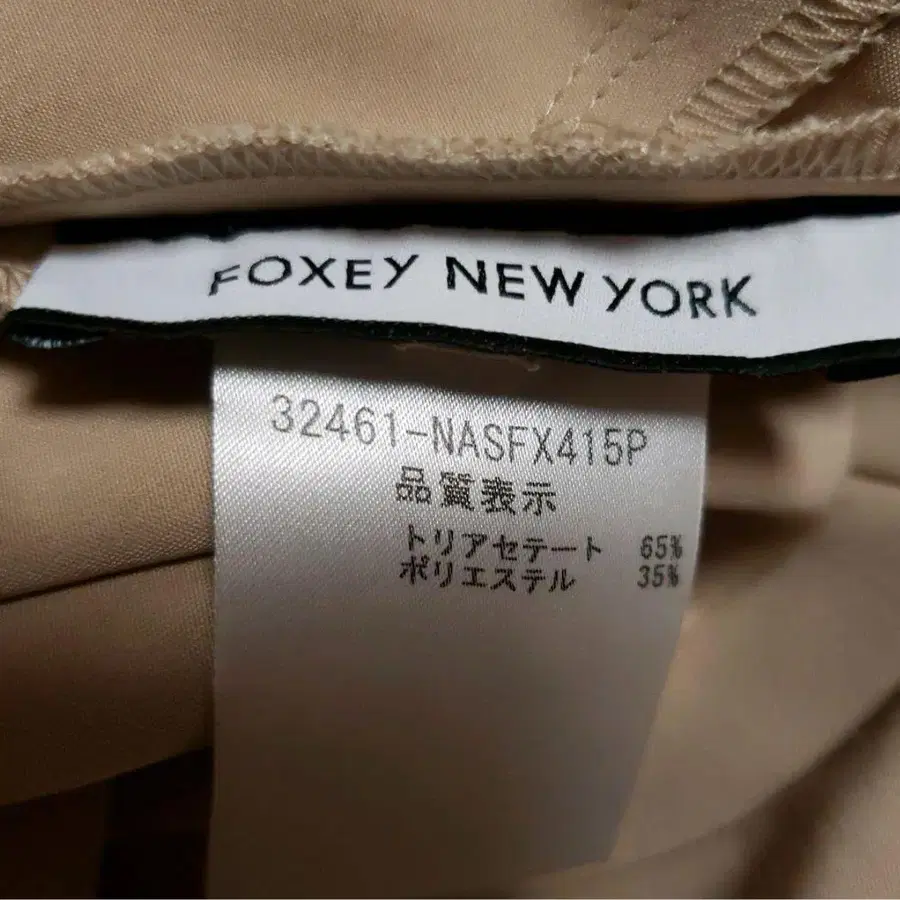 FOXEY NEW YORK
32461-NASFX415P
品質表示
トリアセテート 65%
ポリエステル 35%